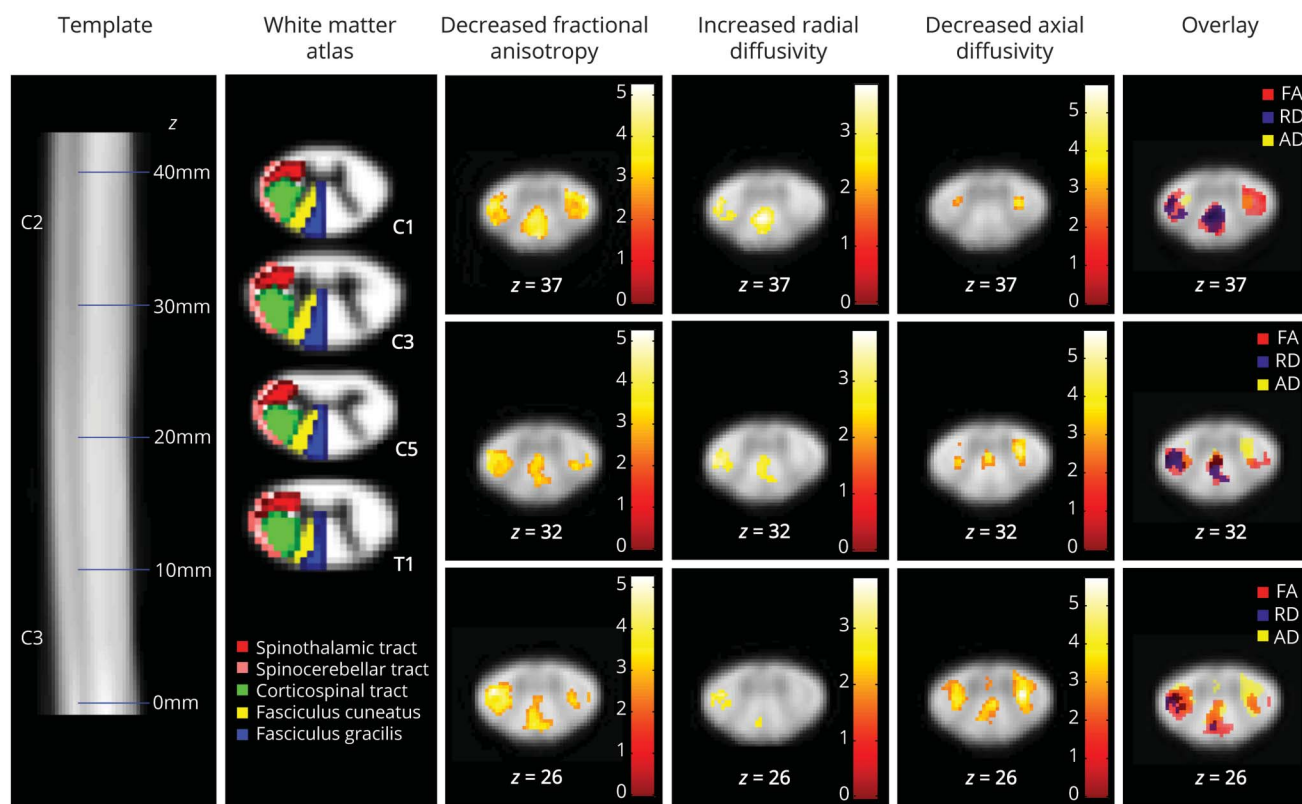 Template
White matter
atlas
Decreased fractional
anisotropy
Increased radial
diffusivity
Decreased axial
diffusivity
Overlay
z
40mm
30mm
20mm
10mm
0mm
C2
C3
C1
C3
C5
T1
Spinothalamic tract
Spinocerebellar tract
Corticospinal tract
Fasciculus cuneatus
Fasciculus gracilis
5
4
3
2
1
0
z = 37
3
2
1
0
z = 37
5
4
3
2
1
0
z = 37
FA
RD
AD
z = 37
5
4
3
2
1
0
z = 32
3
2
1
0
z = 32
5
4
3
2
1
0
z = 32
FA
RD
AD
z = 32
5
4
3
2
1
0
z = 26
3
2
1
0
z = 26
5
4
3
2
1
0
z = 26
FA
RD
AD
z = 26